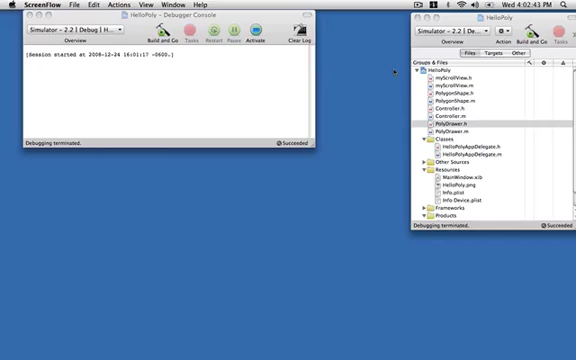 ScreenFlow File Edit Actions View Window Help Wed 4:02:43 PM
HelloPoly - Debugger Console
Simulator - 2.2 | Debug | H...
Overview Build and Go Tasks Restart Pause Activate Clear Log
[Session started at 2008-12-24 16:01:17 -0600.]
Debugging terminated. Succeeded
HelloPoly
Simulator - 2.2 | Deb...
Overview Action Build and Go Tasks
Files Targets Other
Groups & Files
HelloPoly
myScrollView.h
myScrollView.m
PolygonShape.h
PolygonShape.m
Controller.h
Controller.m
PolyDrawer.h
PolyDrawer.m
Classes
HelloPolyAppDelegate.h
HelloPolyAppDelegate.m
Other Sources
Resources
MainWindow.xib
HelloPoly.png
Info.plist
Info Device.plist
Frameworks
Products
Debugging terminated. Succeeded